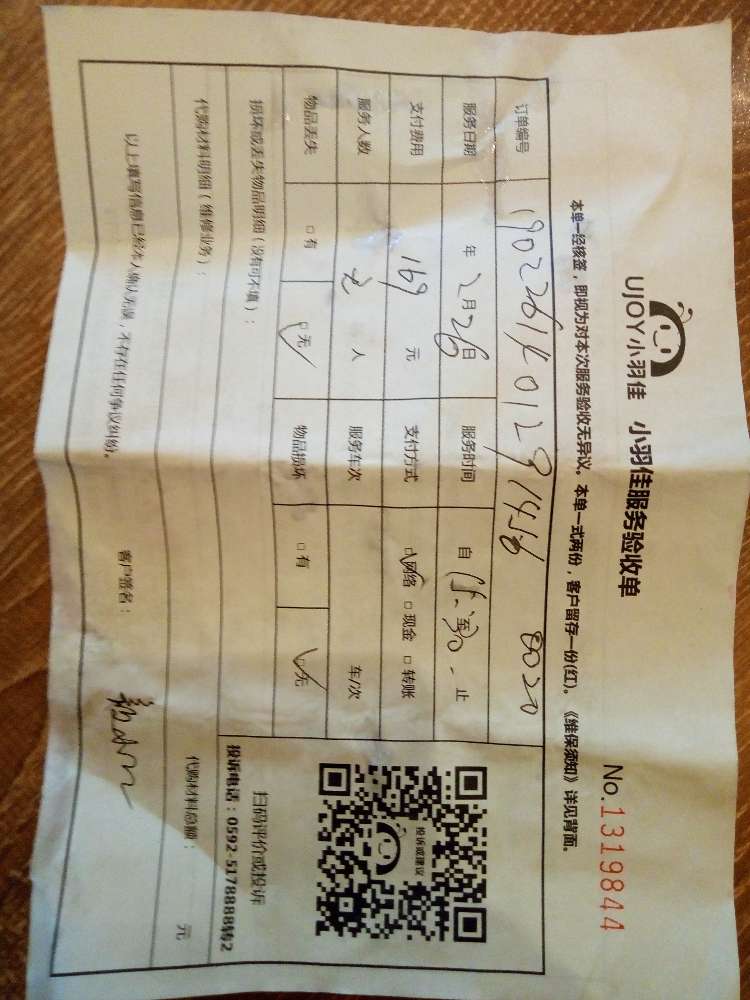 UJOY小羽佳 小羽佳服务验收单
No.1319844
本单一经核签，即视为对本次服务验收无异议。本单一式两份，客户留存一份(红)。《维保须知》详见背面。
订单编号
服务日期 年 2月26日 服务时间 自 至 止
支付费用 169 元 支付方式 网络 现金 转账
服务人数 人 服务车次 车/次
物品丢失 有 无 物品损坏 有 无
投诉或建议
扫码评价或投诉
投诉电话：0592-5178888转2
损坏或丢失物品明细（没有可不填）：
代购材料明细（维修业务）： 代购材料总额： 元
以上填写信息已经本人确认无误，不存在任何争议纠纷。 客户签名：